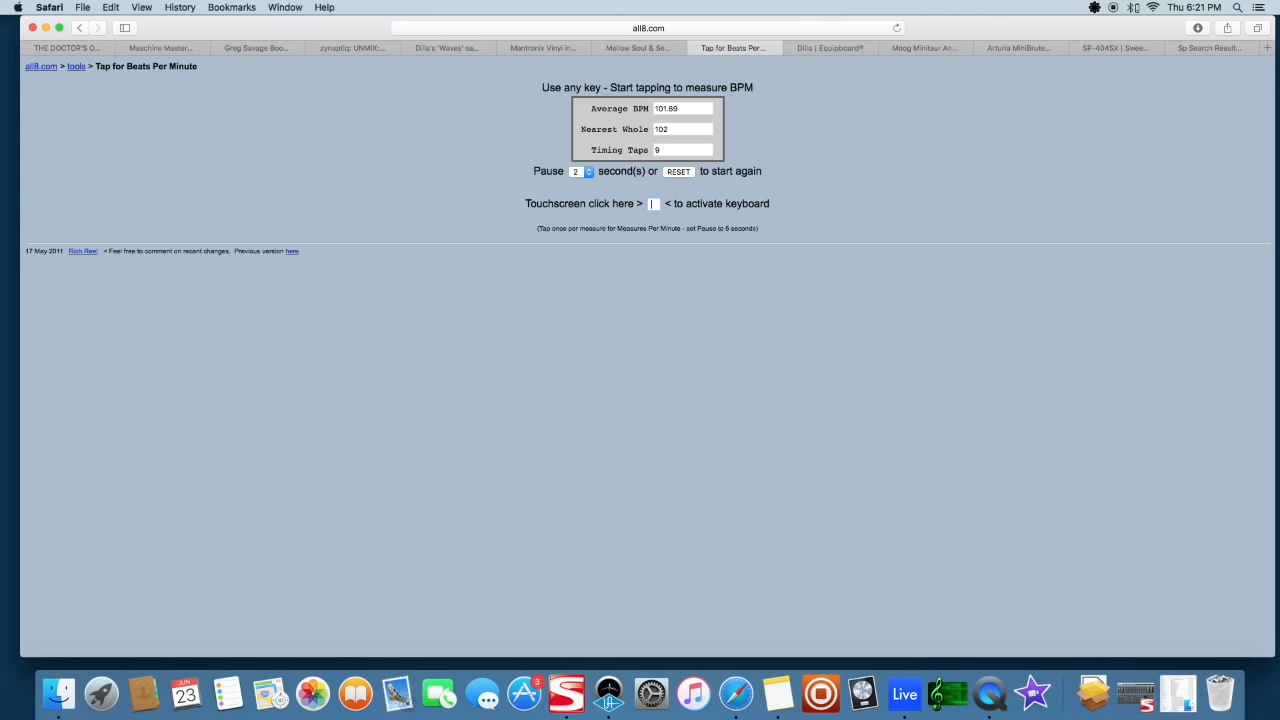 Safari File Edit View History Bookmarks Window Help Thu 6:21 PM
all8.com
THE DOCTOR'S O... Maschine Master... Greg Savage Boo... zynaptiq: UNMIX:... Dilla's 'Waves' sa... Mantronix Vinyl in... Mellow Soul & Se... Tap for Beats Per... Dilla | Equipboard® Moog Minitaur An... Arturia MiniBrute... SP-404SX | Swee... Sp Search Result...
all8.com > tools > Tap for Beats Per Minute
Use any key - Start tapping to measure BPM
Average BPM 101.69
Nearest Whole 102
Timing Taps 9
Pause 2 second(s) or RESET to start again
Touchscreen click here > < to activate keyboard
(Tap once per measure for Measures Per Minute - set Pause to 5 seconds)
17 May 2011 Rich Reel < Feel free to comment on recent changes. Previous version here
JUN
23
3
Live